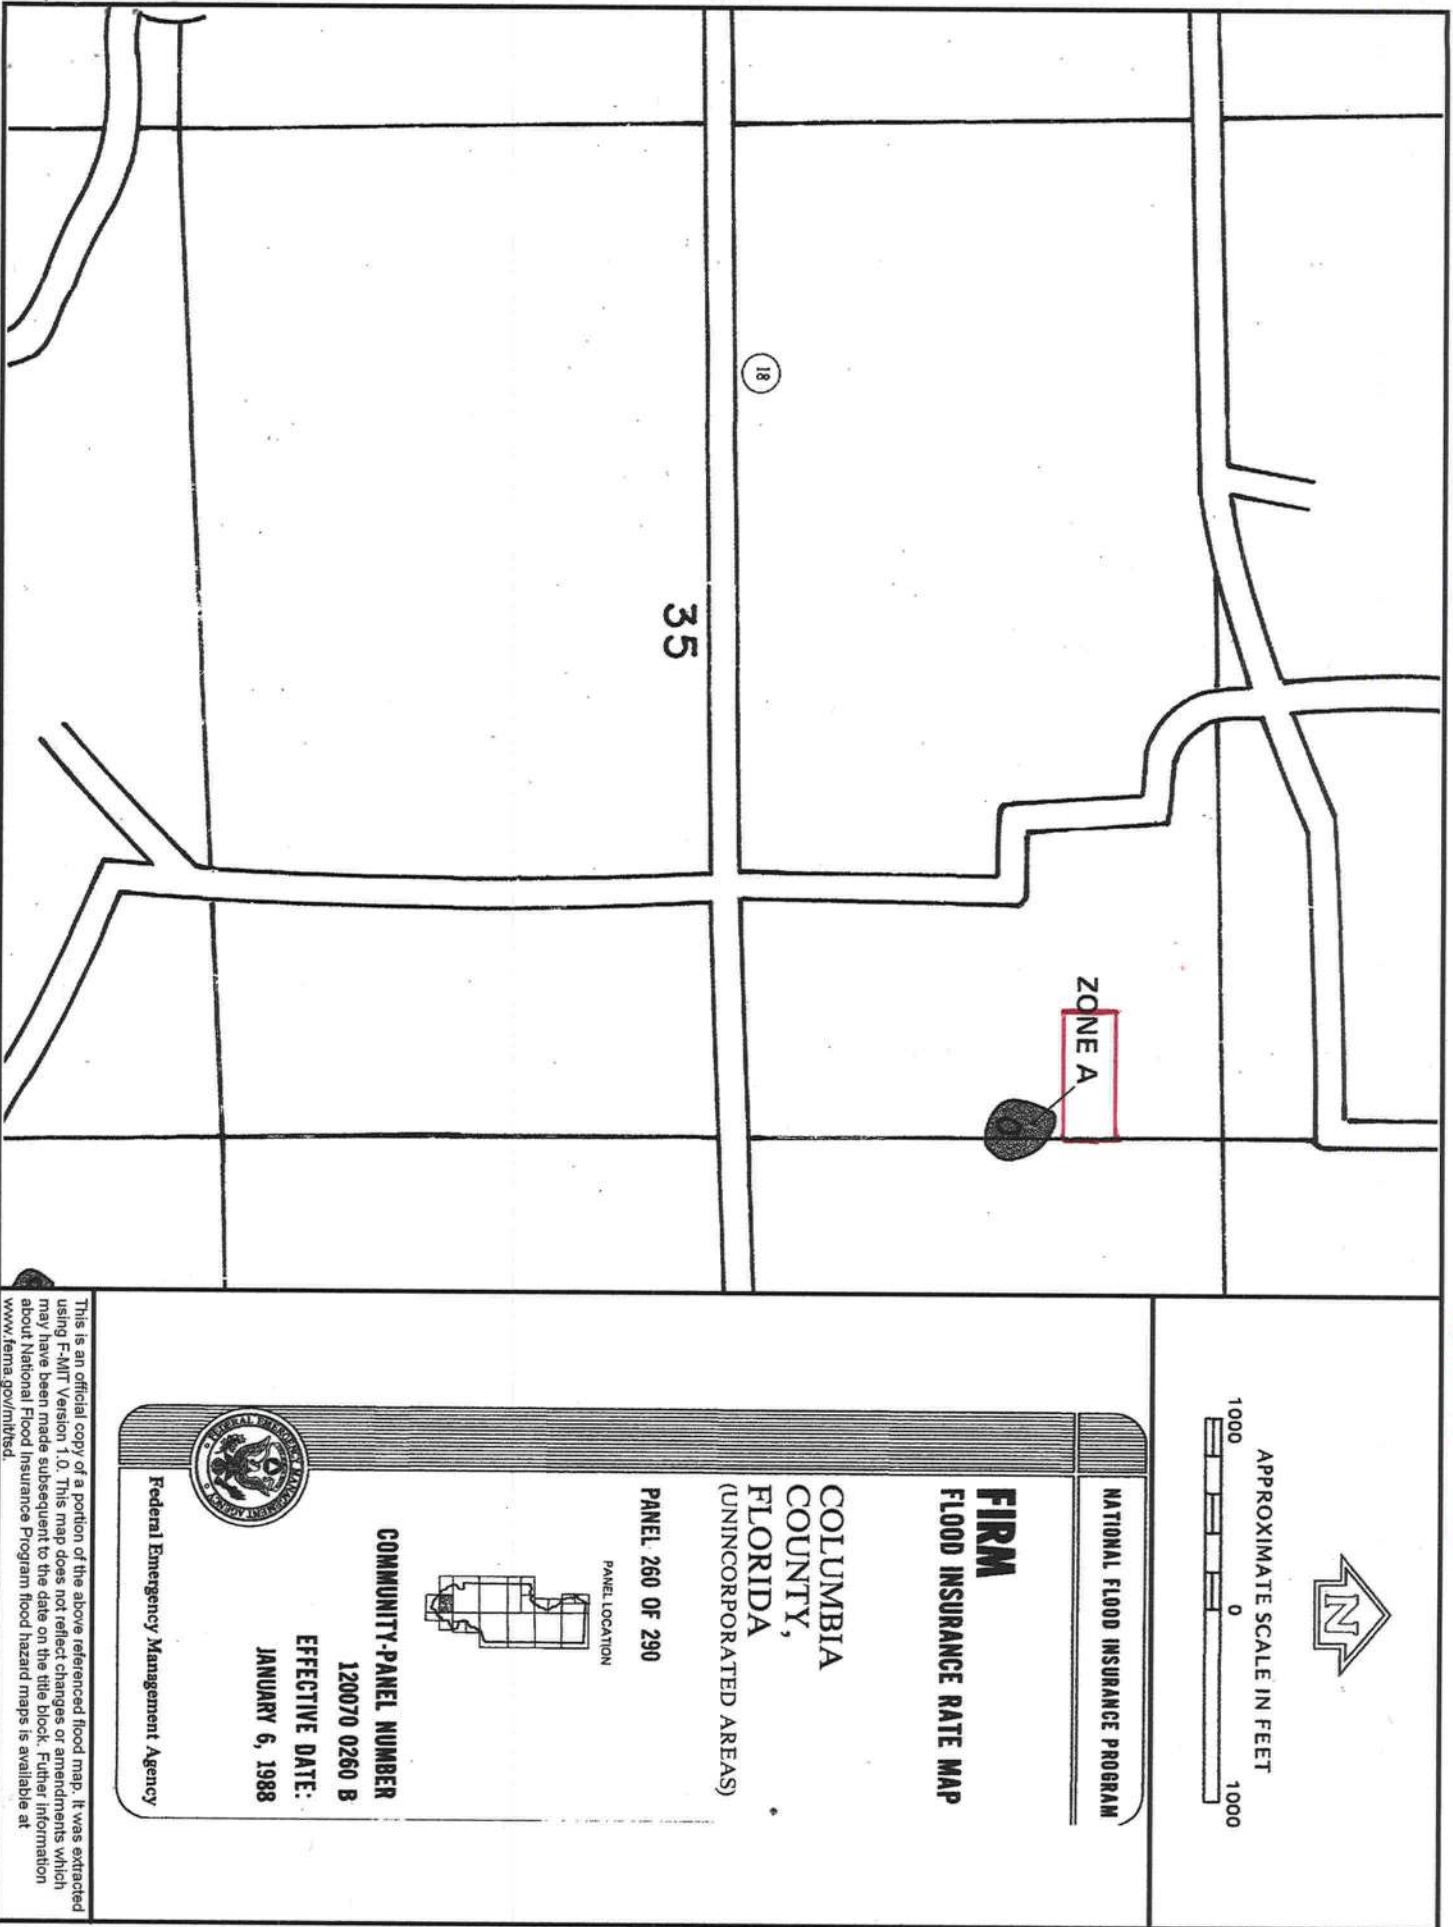 18
35
ZONE A
APPROXIMATE SCALE IN FEET
1000 0 1000
N
NATIONAL FLOOD INSURANCE PROGRAM
FIRM
FLOOD INSURANCE RATE MAP
COLUMBIA
COUNTY,
FLORIDA
(UNINCORPORATED AREAS)
PANEL 260 OF 290
PANEL LOCATION
COMMUNITY-PANEL NUMBER
120070 0260 B
EFFECTIVE DATE:
JANUARY 6, 1988
FEDERAL EMERGENCY MANAGEMENT AGENCY
Federal Emergency Management Agency
This is an official copy of a portion of the above referenced flood map. It was extracted
using F-MIT Version 1.0. This map does not reflect changes or amendments which
may have been made subsequent to the date on the title block. Futher information
about National Flood Insurance Program flood hazard maps is available at
www.fema.gov/mit/tsd.